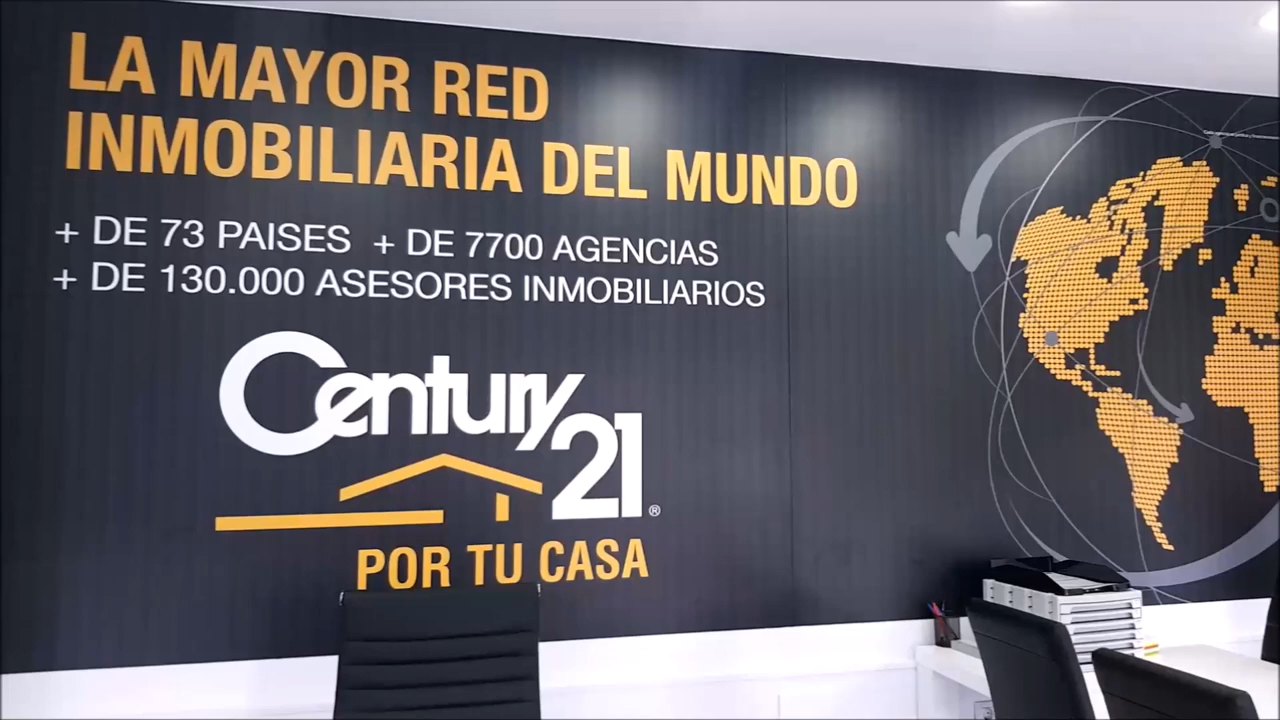 LA MAYOR RED
INMOBILIARIA DEL MUNDO
+ DE 73 PAISES + DE 7700 AGENCIAS
+ DE 130.000 ASESORES INMOBILIARIOS
Century
21®
POR TU CASA